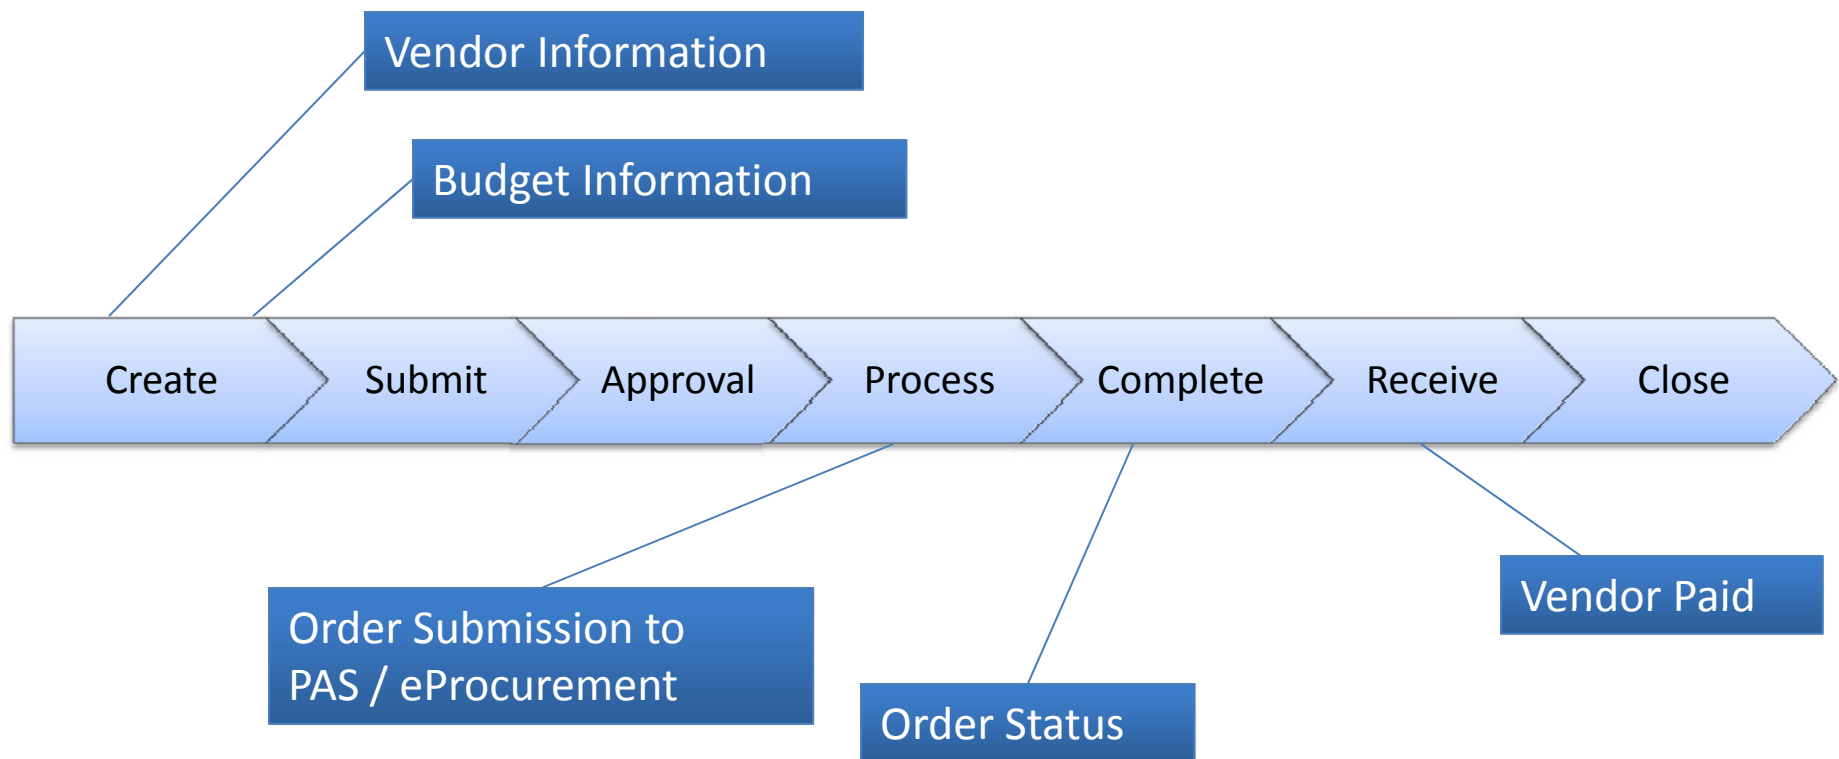 Vendor Information
Budget Information
Create
Submit
Approval
Process
Complete
Receive
Close
Order Submission to
PAS / eProcurement
Order Status
Vendor Paid